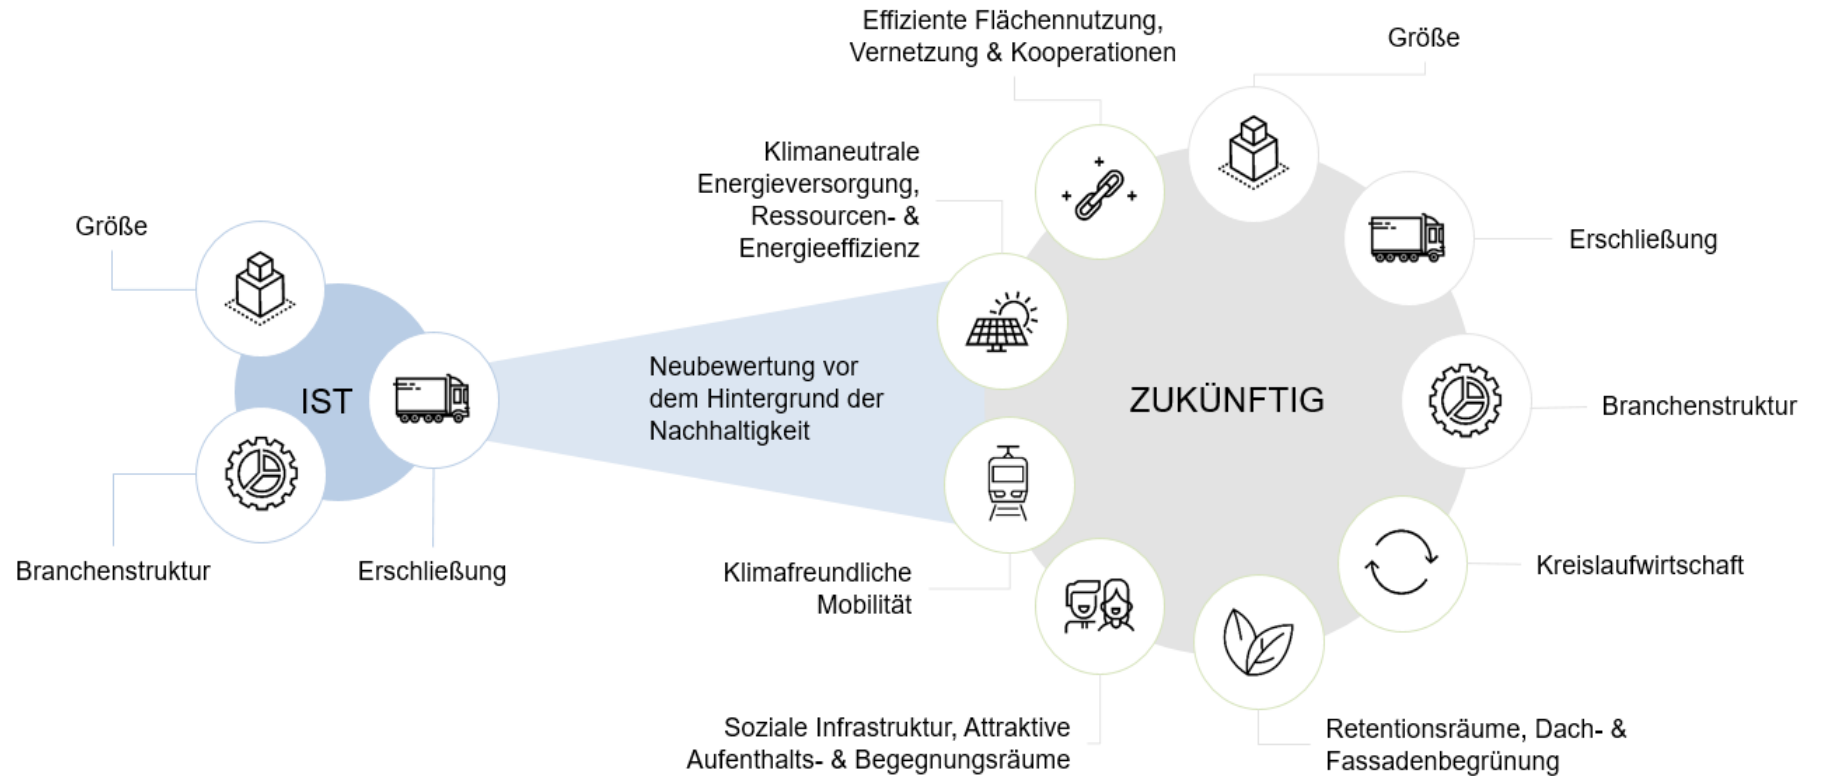 Größe
IST
Branchenstruktur
Erschließung
Neubewertung vor
dem Hintergrund der
Nachhaltigkeit
Effiziente Flächennutzung,
Vernetzung & Kooperationen
Klimaneutrale
Energieversorgung,
Ressourcen- &
Energieeffizienz
Größe
Erschließung
ZUKÜNFTIG
Branchenstruktur
Kreislaufwirtschaft
Klimafreundliche
Mobilität
Soziale Infrastruktur, Attraktive
Aufenthalts- & Begegnungsräume
Retentionsräume, Dach- &
Fassadenbegrünung